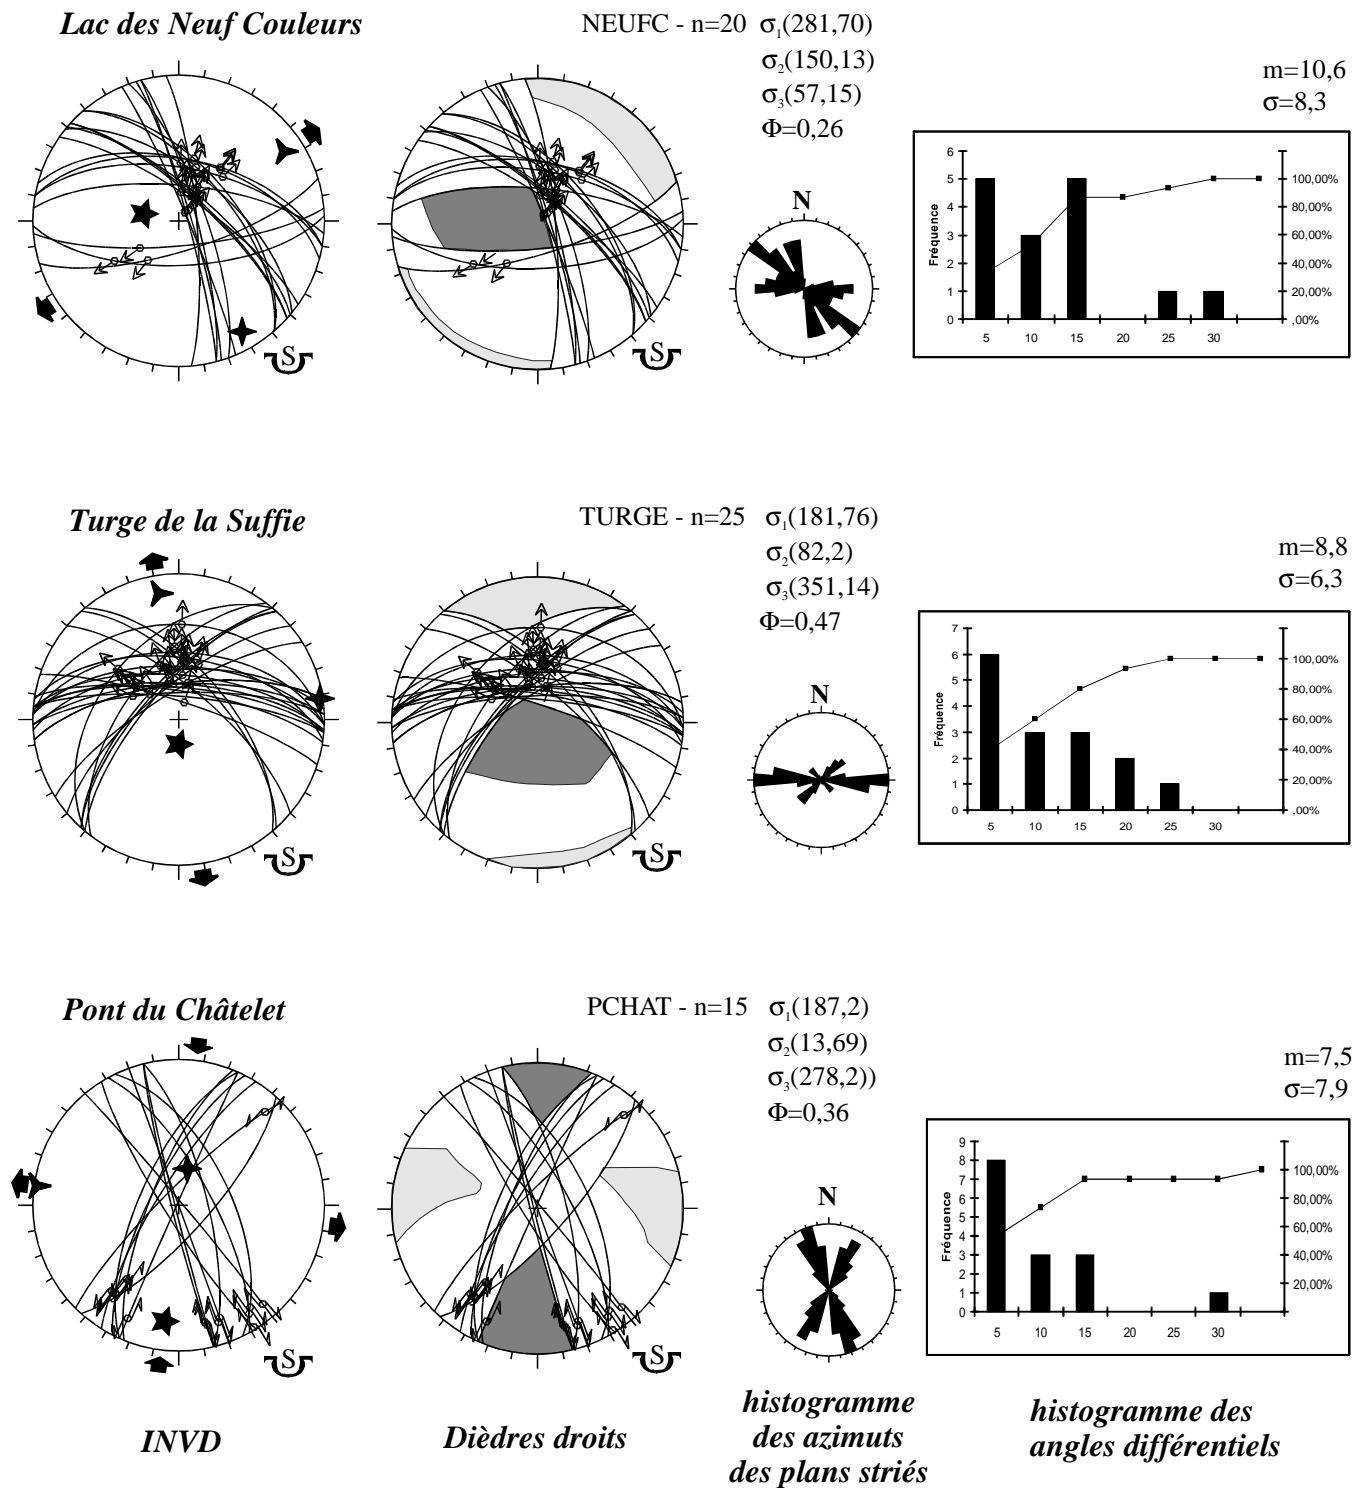 Lac des Neuf Couleurs
NEUFC - n=20 σ₁(281,70)
σ₂(150,13)
σ₃(57,15)
Φ=0,26
m=10,6
σ=8,3
S
S
N
Fréquence
6
5
4
3
2
1
0
100,00%
80,00%
60,00%
40,00%
20,00%
,00%
5 10 15 20 25 30
Turge de la Suffie
TURGE - n=25 σ₁(181,76)
σ₂(82,2)
σ₃(351,14)
Φ=0,47
m=8,8
σ=6,3
S
S
N
Fréquence
7
6
5
4
3
2
1
0
100,00%
80,00%
60,00%
40,00%
20,00%
,00%
5 10 15 20 25 30
Pont du Châtelet
PCHAT - n=15 σ₁(187,2)
σ₂(13,69)
σ₃(278,2))
Φ=0,36
m=7,5
σ=7,9
S
S
N
Fréquence
9
8
7
6
5
4
3
2
1
0
100,00%
80,00%
60,00%
40,00%
20,00%
5 10 15 20 25 30
INVD
Dièdres droits
histogramme
des azimuts
des plans striés
histogramme des
angles différentiels